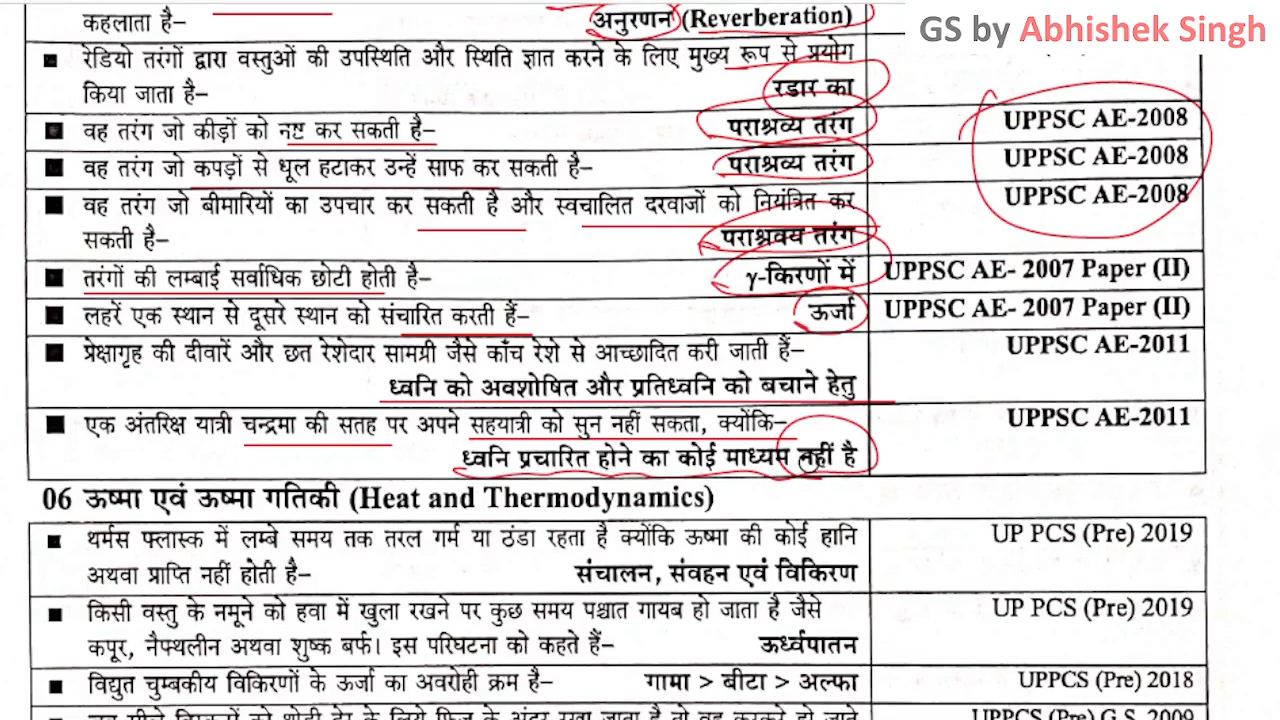 GS by Abhishek Singh
कहलाता है– अनुरणन (Reverberation)
■ रेडियो तरंगों द्वारा वस्तुओं की उपस्थिति और स्थिति ज्ञात करने के लिए मुख्य रूप से प्रयोग
किया जाता है– रडार का
■ वह तरंग जो कीड़ों को नष्ट कर सकती है– पराश्रव्य तरंग UPPSC AE-2008
■ वह तरंग जो कपड़ों से धूल हटाकर उन्हें साफ कर सकती है– पराश्रव्य तरंग UPPSC AE-2008
■ वह तरंग जो बीमारियों का उपचार कर सकती है और स्वचालित दरवाजों को नियंत्रित कर UPPSC AE-2008
सकती है– पराश्रवय तरंग
■ तरंगों की लम्बाई सर्वाधिक छोटी होती है– γ-किरणों में UPPSC AE- 2007 Paper (II)
■ लहरें एक स्थान से दूसरे स्थान को संचारित करती हैं– ऊर्जा UPPSC AE- 2007 Paper (II)
■ प्रेक्षागृह की दीवारें और छत रेशेदार सामग्री जैसे काँच रेशे से आच्छादित करी जाती हैं– UPPSC AE-2011
ध्वनि को अवशोषित और प्रतिध्वनि को बचाने हेतु
■ एक अंतरिक्ष यात्री चन्द्रमा की सतह पर अपने सहयात्री को सुन नहीं सकता, क्योंकि– UPPSC AE-2011
ध्वनि प्रचारित होने का कोई माध्यम नहीं है
06 ऊष्मा एवं ऊष्मा गतिकी (Heat and Thermodynamics)
■ थर्मस फ्लास्क में लम्बे समय तक तरल गर्म या ठंडा रहता है क्योंकि ऊष्मा की कोई हानि UP PCS (Pre) 2019
अथवा प्राप्ति नहीं होती है– संचालन, संवहन एवं विकिरण
■ किसी वस्तु के नमूने को हवा में खुला रखने पर कुछ समय पश्चात गायब हो जाता है जैसे UP PCS (Pre) 2019
कपूर, नैफ्थलीन अथवा शुष्क बर्फ। इस परिघटना को कहते हैं– ऊर्ध्वपातन
■ विद्युत चुम्बकीय विकिरणों के ऊर्जा का अवरोही क्रम है– गामा > बीटा > अल्फा UPPCS (Pre) 2018
UPPCS (Pre) G.S. 2009